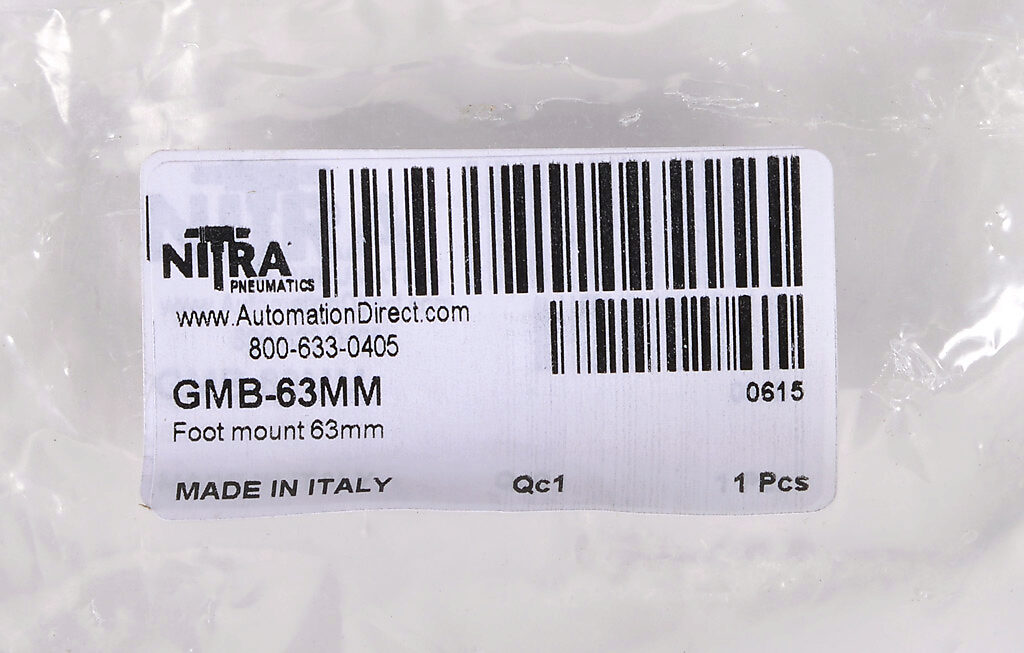 NITRA
PNEUMATICS
www.AutomationDirect.com
800-633-0405
GMB-63MM
0615
Foot mount 63mm
MADE IN ITALY Qc1 1 Pcs